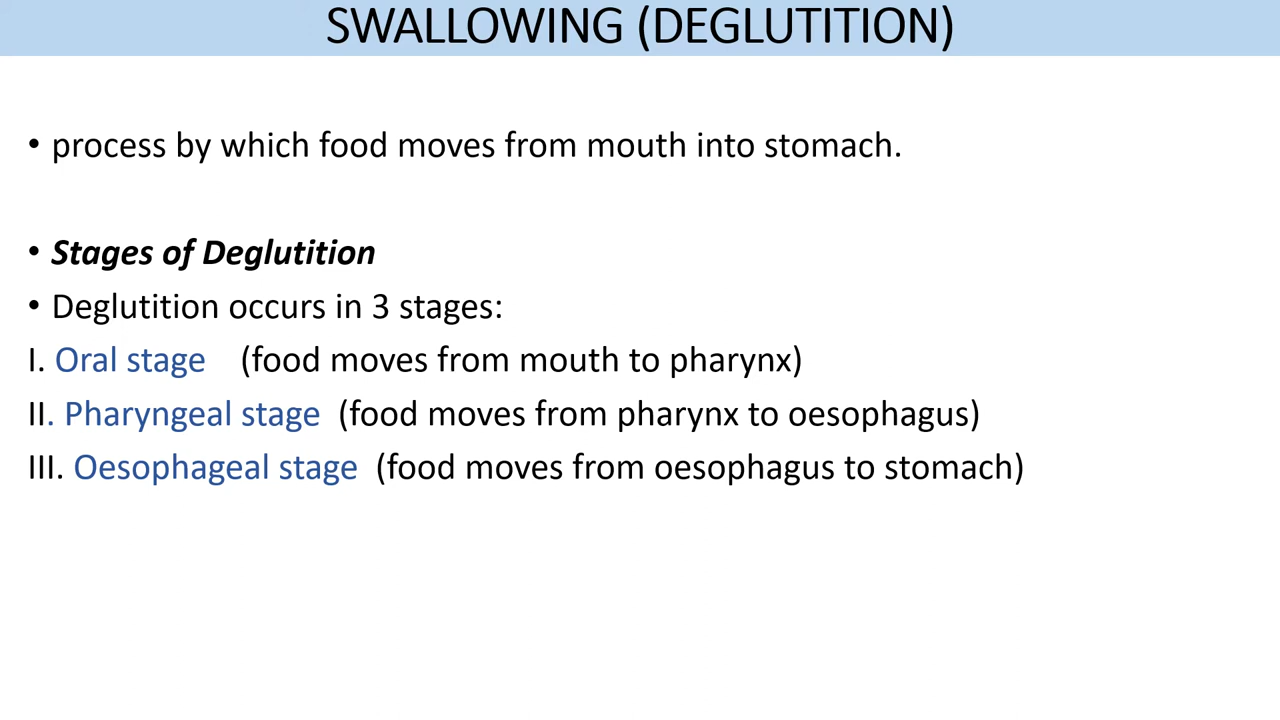 SWALLOWING (DEGLUTITION)
• process by which food moves from mouth into stomach.
• Stages of Deglutition
• Deglutition occurs in 3 stages:
I. Oral stage (food moves from mouth to pharynx)
II. Pharyngeal stage (food moves from pharynx to oesophagus)
III. Oesophageal stage (food moves from oesophagus to stomach)